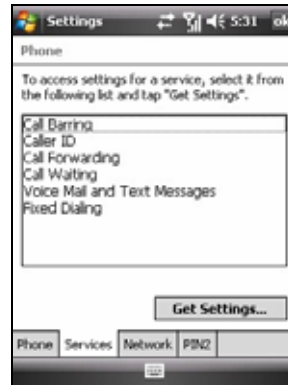 Settings 5:31 ok
Phone
To access settings for a service, select it from
the following list and tap "Get Settings".
Call Barring
Caller ID
Call Forwarding
Call Waiting
Voice Mail and Text Messages
Fixed Dialing
Get Settings...
Phone Services Network PIN2